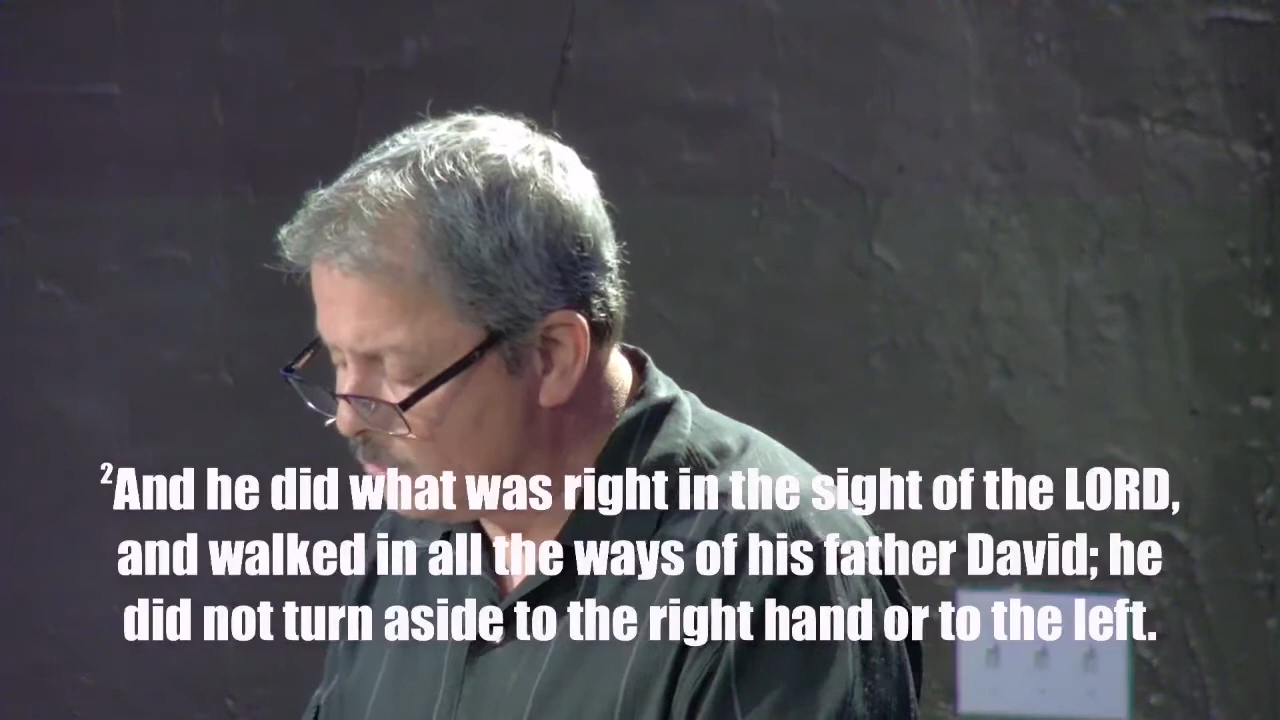 ²And he did what was right in the sight of the LORD,
and walked in all the ways of his father David; he
did not turn aside to the right hand or to the left.